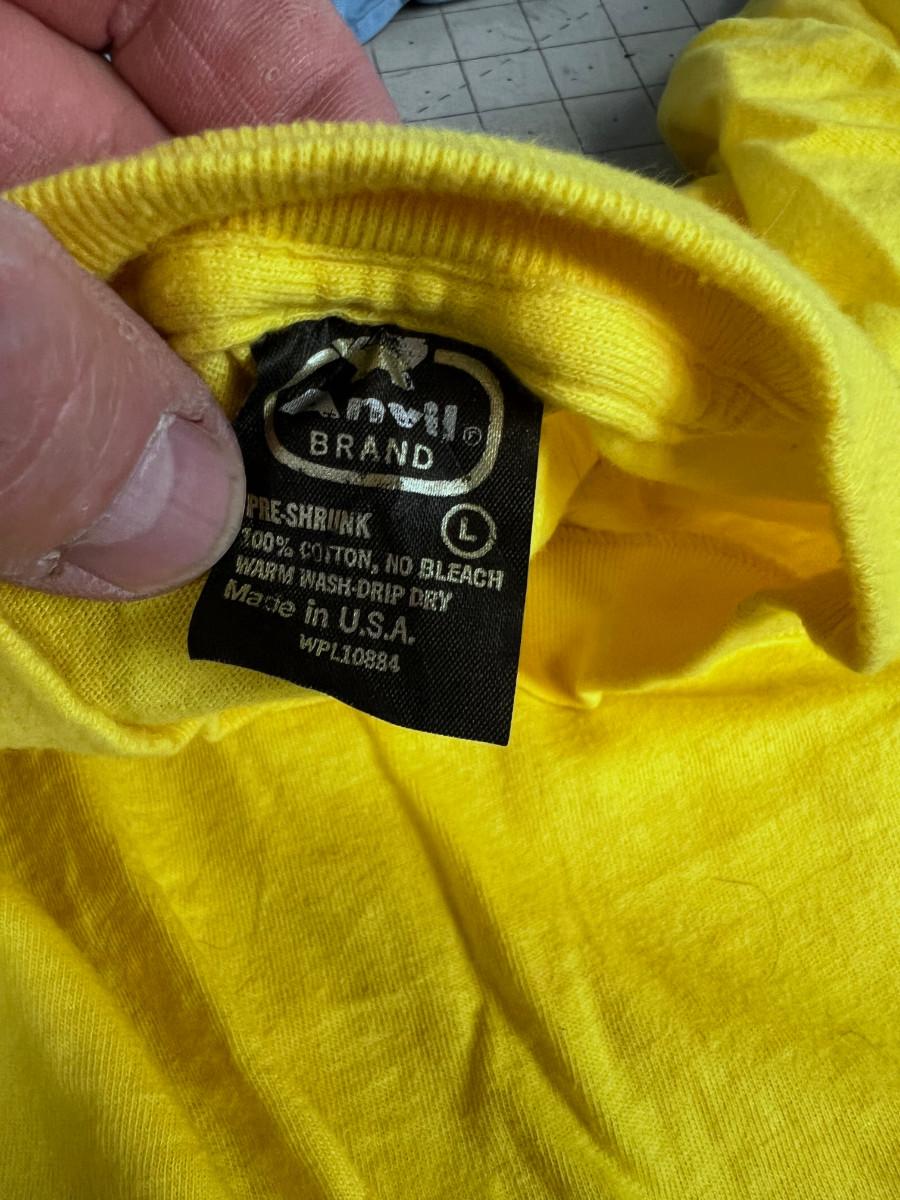 Anvil®
BRAND
PRE-SHRUNK
L
100% COTTON, NO BLEACH
WARM WASH-DRIP DRY
Made in U.S.A.
WPL10884